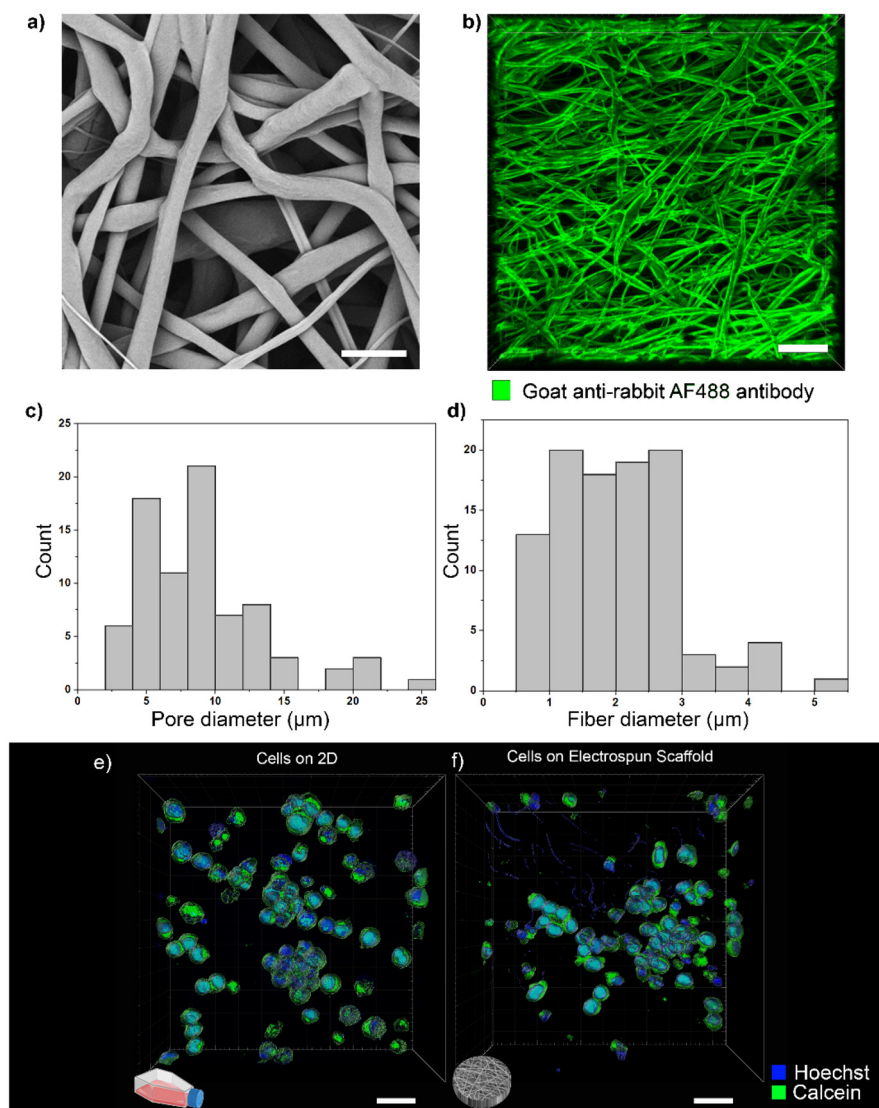 a)
b)
Goat anti-rabbit AF488 antibody
c)
25
20
15
10
5
0
Count
5
10
15
20
25
Pore diameter (µm)
d)
20
15
10
5
0
Count
1
2
3
4
5
Fiber diameter (µm)
e)
Cells on 2D
f)
Cells on Electrospun Scaffold
Hoechst
Calcein